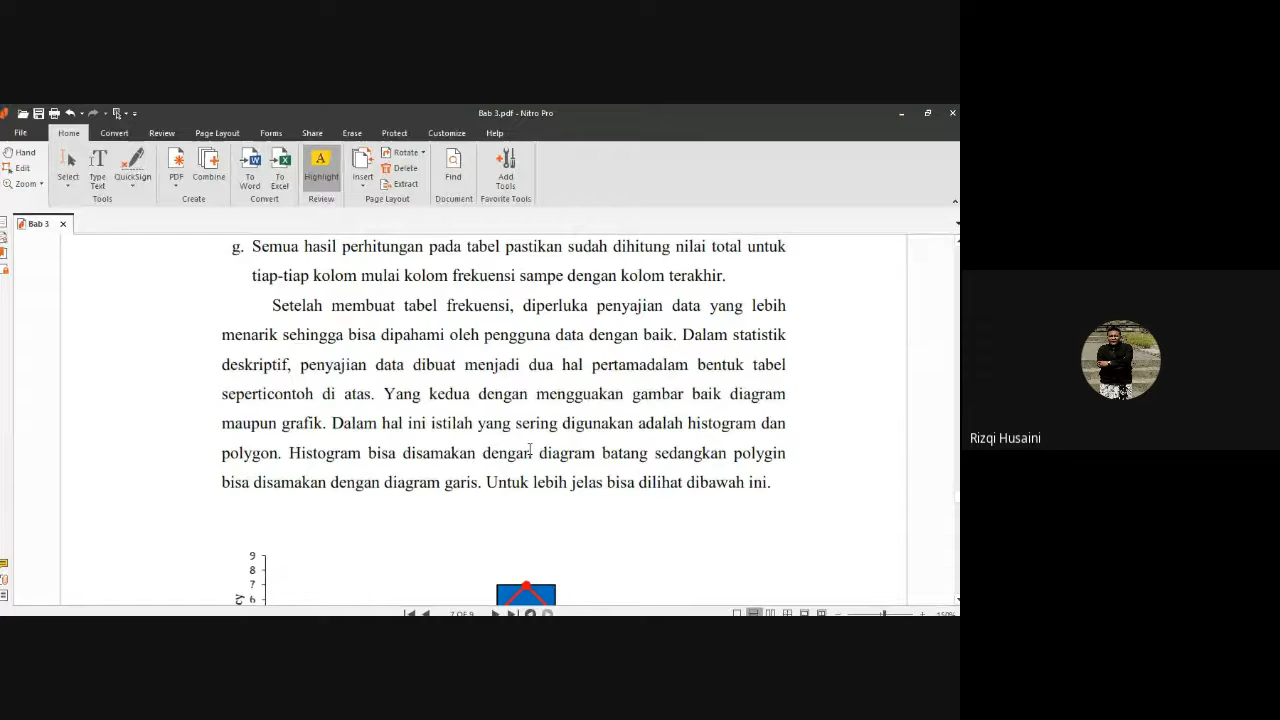 Bab 3.pdf - Nitro Pro
File Home Convert Review Page Layout Forms Share Erase Protect Customize Help
Hand
Edit
Zoom
Select
Type Text
QuickSign
Tools
PDF
Combine
Create
To Word
To Excel
Convert
Highlight
Review
Insert
Rotate
Delete
Extract
Page Layout
Find
Document
Add Tools
Favorite Tools
Bab 3
g. Semua hasil perhitungan pada tabel pastikan sudah dihitung nilai total untuk
tiap-tiap kolom mulai kolom frekuensi sampe dengan kolom terakhir.
Setelah membuat tabel frekuensi, diperluka penyajian data yang lebih
menarik sehingga bisa dipahami oleh pengguna data dengan baik. Dalam statistik
deskriptif, penyajian data dibuat menjadi dua hal pertamadalam bentuk tabel
seperticontoh di atas. Yang kedua dengan mengguakan gambar baik diagram
maupun grafik. Dalam hal ini istilah yang sering digunakan adalah histogram dan
polygon. Histogram bisa disamakan dengan diagram batang sedangkan polygin
bisa disamakan dengan diagram garis. Untuk lebih jelas bisa dilihat dibawah ini.
9
8
7
6
7 OF 9
150%
Rizqi Husaini